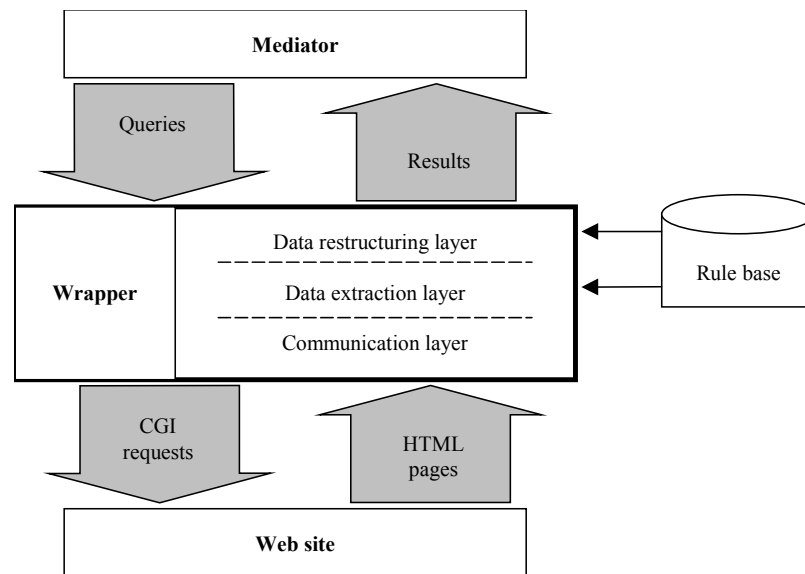 Mediator
Queries
Results
Data restructuring layer
Wrapper
Data extraction layer
Rule base
Communication layer
CGI
requests
HTML
pages
Web site